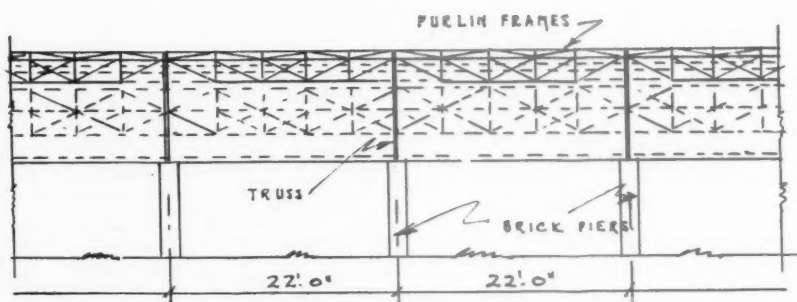 PURLIN FRAMES
TRUSS
BRICK PIERS
22'.0"
22'.0"